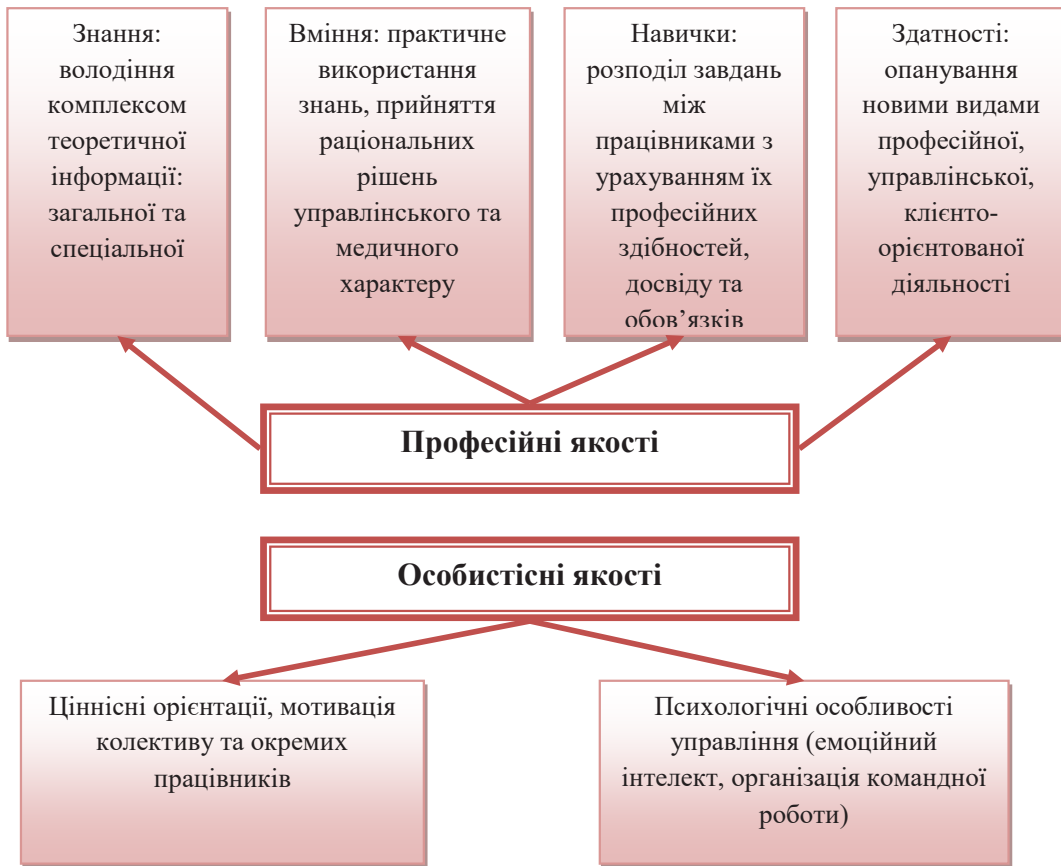 Знання:
володіння
комплексом
теоретичної
інформації:
загальної та
спеціальної
Вміння: практичне
використання
знань, прийняття
раціональних
рішень
управлінського та
медичного
характеру
Навички:
розподіл завдань
між
працівниками з
урахуванням їх
професійних
здібностей,
досвіду та
обов’язків
Здатності:
опанування
новими видами
професійної,
управлінської,
клієнто-
орієнтованої
діяльності
Професійні якості
Особистісні якості
Ціннісні орієнтації, мотивація
колективу та окремих
працівників
Психологічні особливості
управління (емоційний
інтелект, організація командної
роботи)